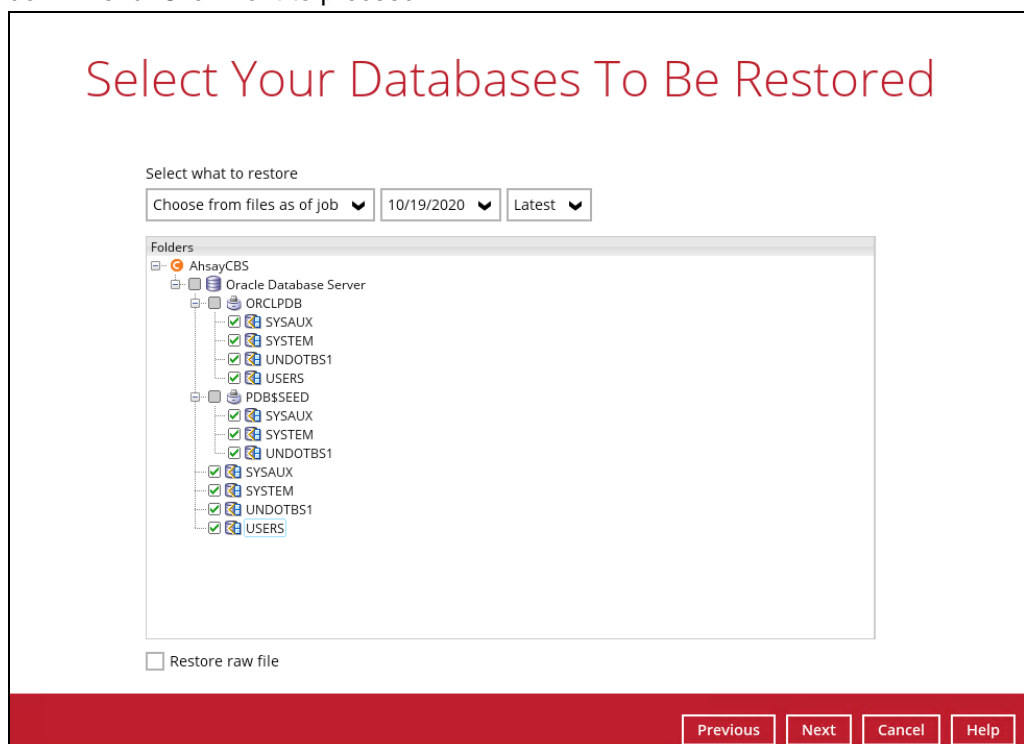 Select Your Databases To Be Restored
Select what to restore
Choose from files as of job 10/19/2020 Latest
Folders
AhsayCBS
Oracle Database Server
ORCLPDB
SYSAUX
SYSTEM
UNDOTBS1
USERS
PDB$SEED
SYSAUX
SYSTEM
UNDOTBS1
SYSAUX
SYSTEM
UNDOTBS1
USERS
Restore raw file
Previous Next Cancel Help